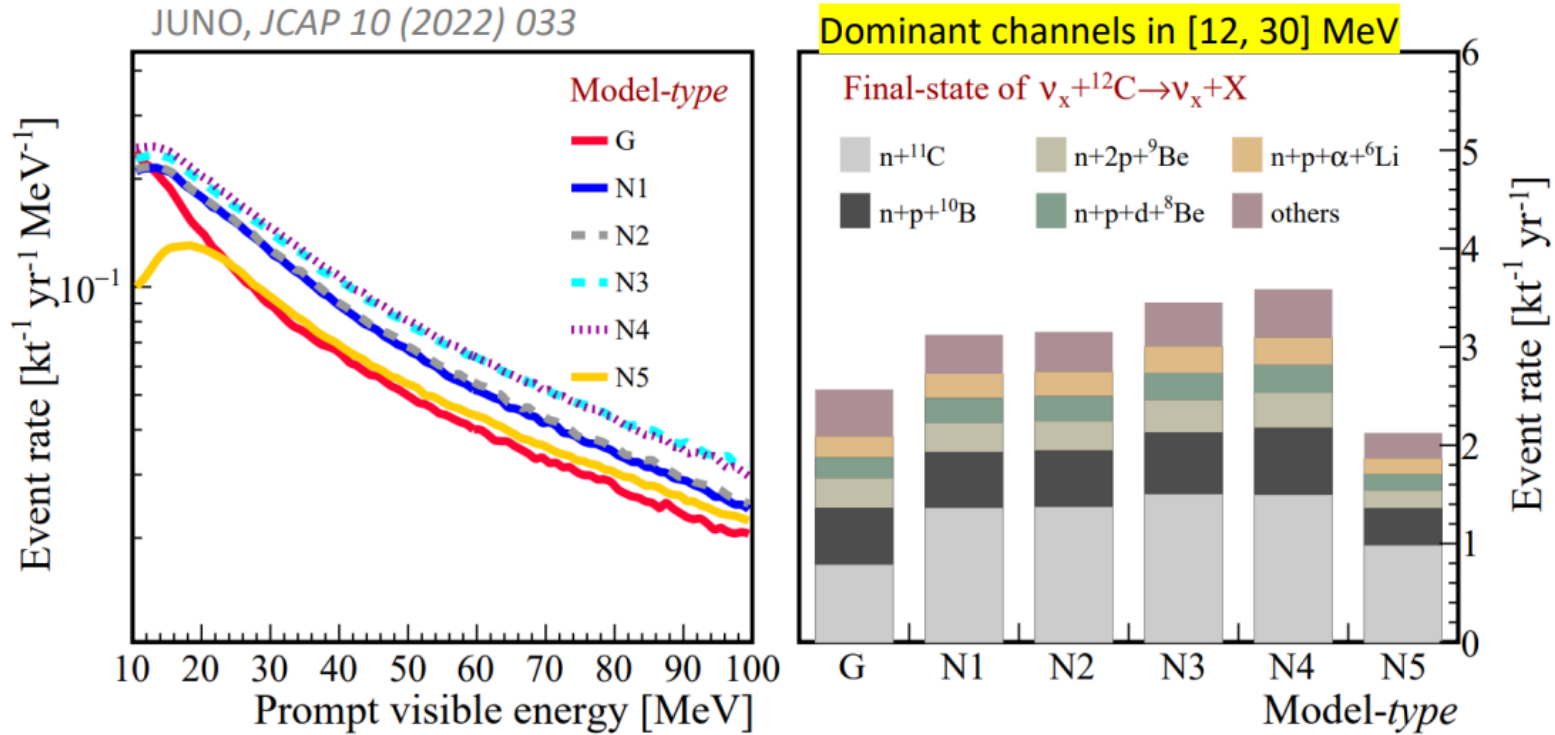 JUNO, JCAP 10 (2022) 033
Event rate [kt⁻¹ yr⁻¹ MeV⁻¹]
10⁻¹
Model-type
G
N1
N2
N3
N4
N5
10 20 30 40 50 60 70 80 90 100
Prompt visible energy [MeV]
Dominant channels in [12, 30] MeV
Final-state of νₓ+¹²C→νₓ+X
n+¹¹C
n+2p+⁹Be
n+p+α+⁶Li
n+p+¹⁰B
n+p+d+⁸Be
others
6
5
4
3
2
1
0
Event rate [kt⁻¹ yr⁻¹]
G N1 N2 N3 N4 N5
Model-type